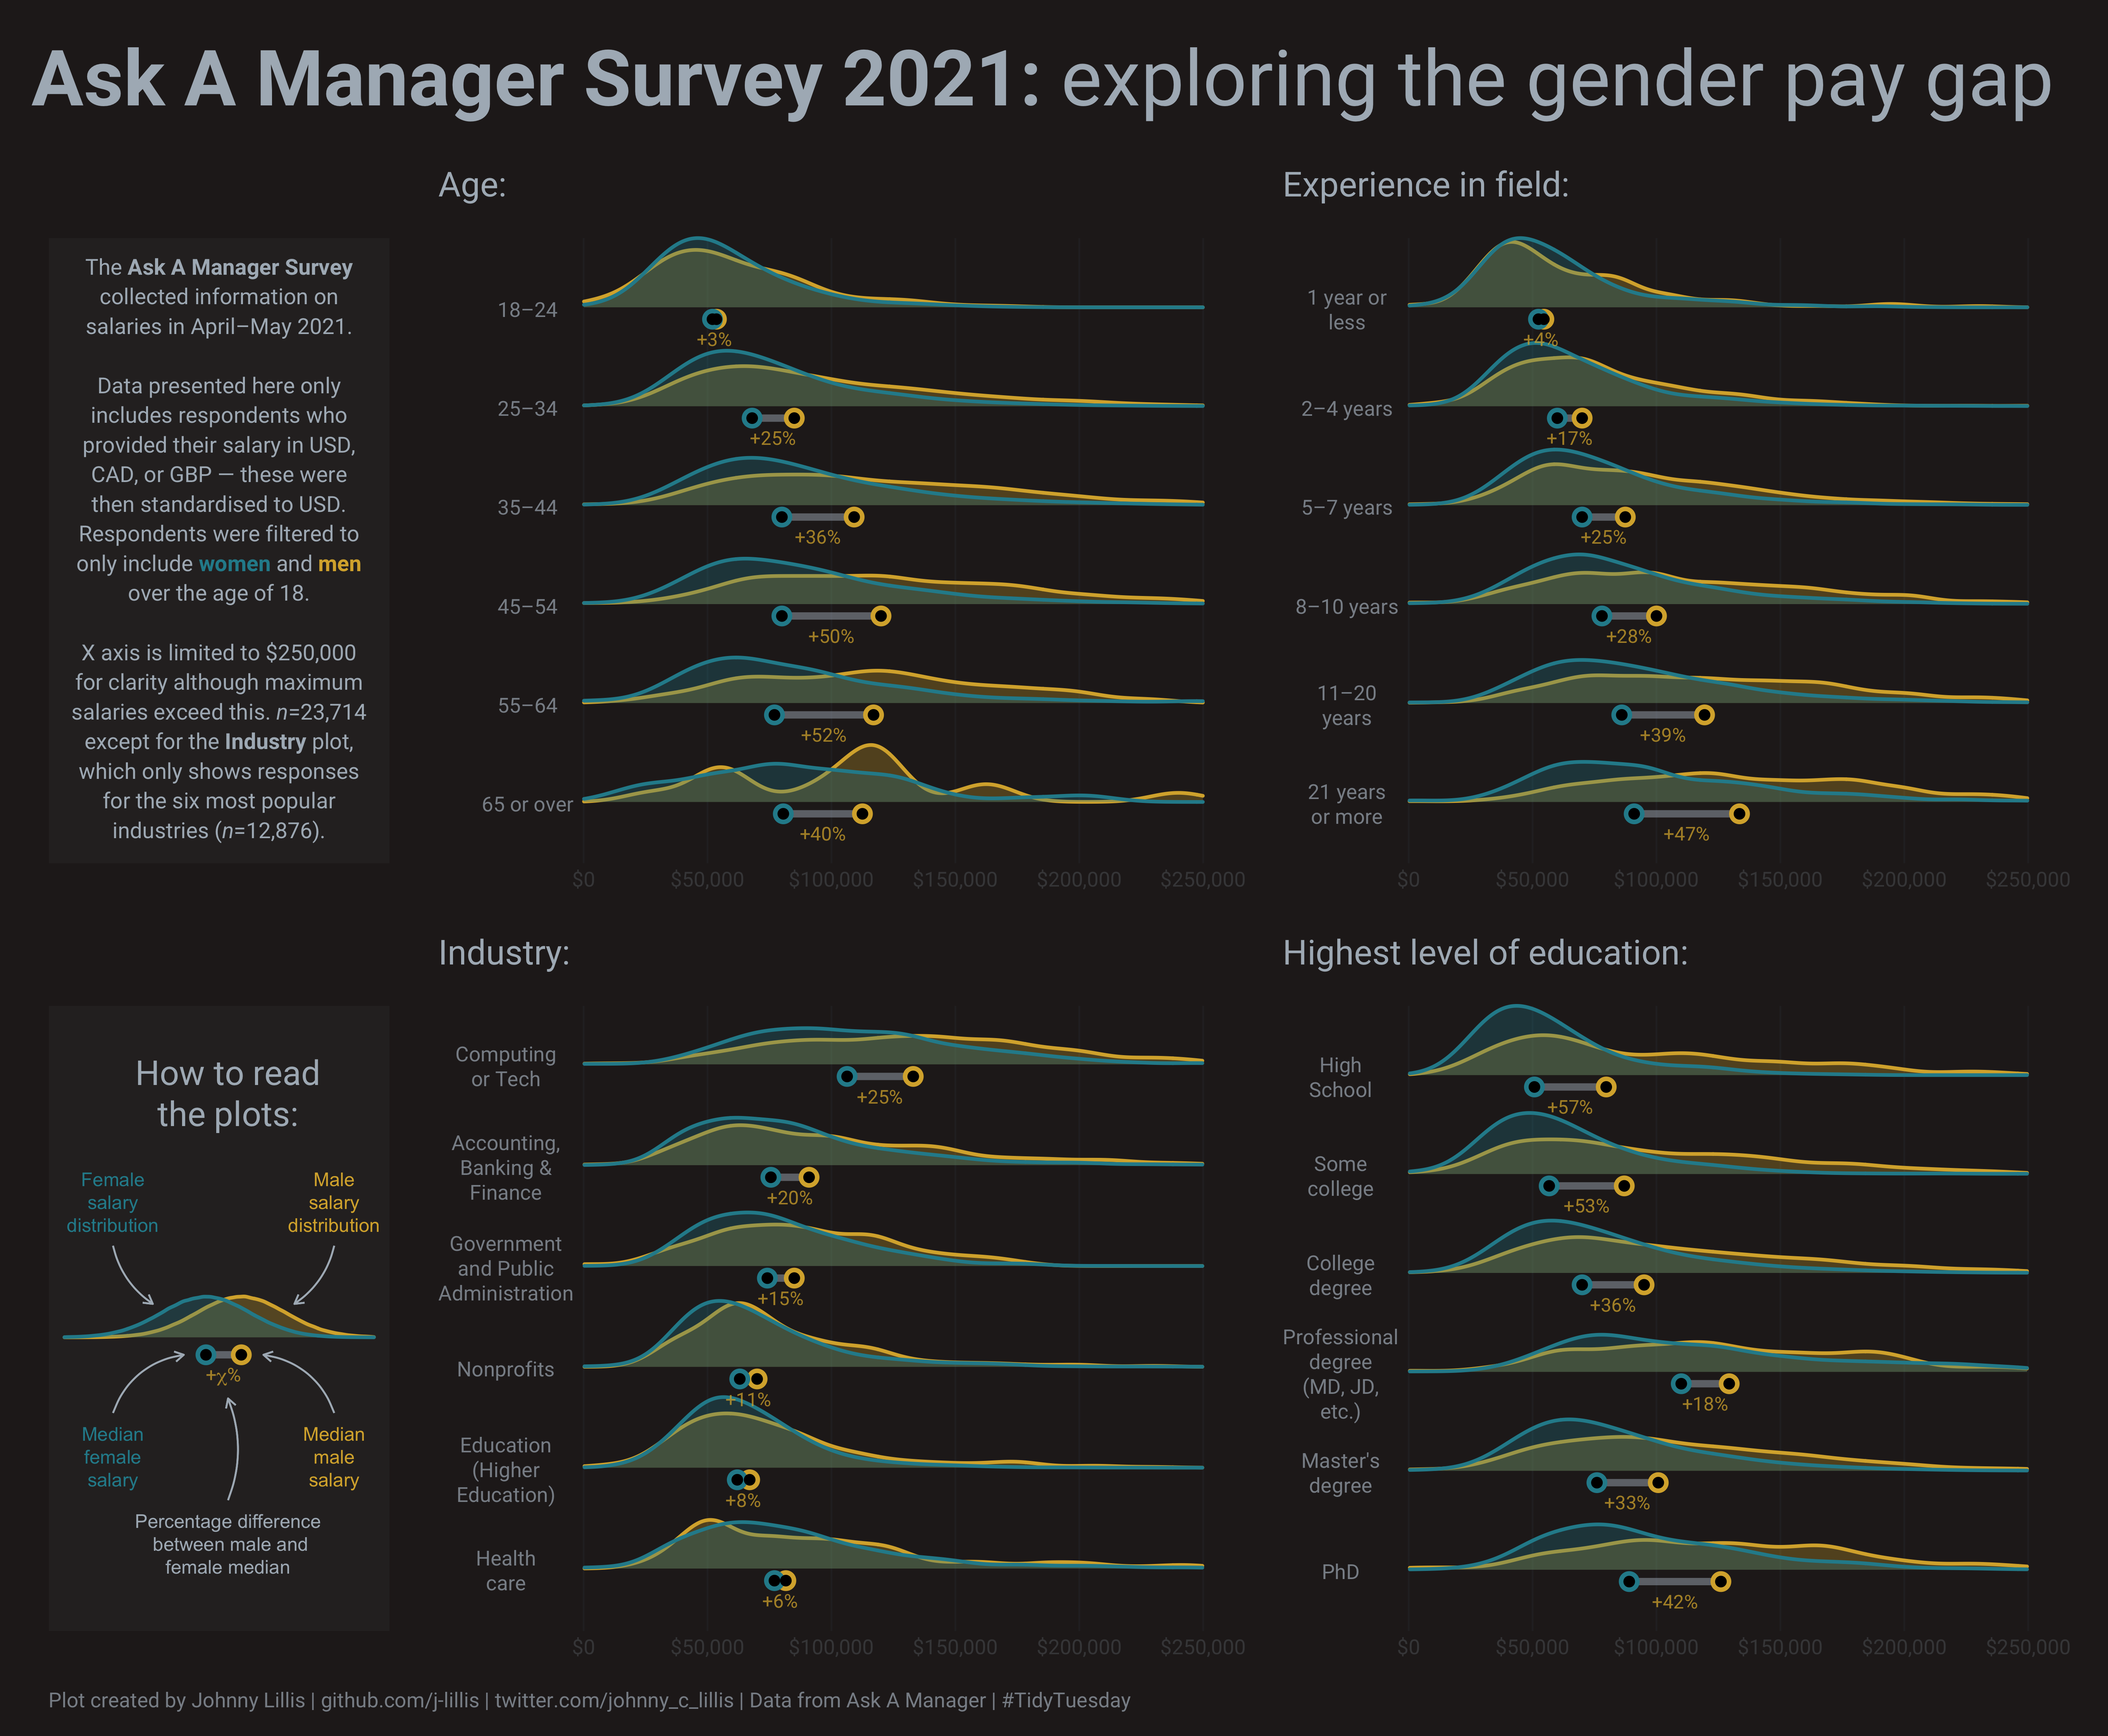 Ask A Manager Survey 2021: exploring the gender pay gap
The Ask A Manager Survey
collected information on
salaries in April–May 2021.
Data presented here only
includes respondents who
provided their salary in USD,
CAD, or GBP — these were
then standardised to USD.
Respondents were filtered to
only include women and men
over the age of 18.
X axis is limited to $250,000
for clarity although maximum
salaries exceed this. n=23,714
except for the Industry plot,
which only shows responses
for the six most popular
industries (n=12,876).
Age:
18–24
+3%
25–34
+25%
35–44
+36%
45–54
+50%
55–64
+52%
65 or over
+40%
$0 $50,000 $100,000 $150,000 $200,000 $250,000
Experience in field:
1 year or
less
+4%
2–4 years
+17%
5–7 years
+25%
8–10 years
+28%
11–20
years
+39%
21 years
or more
+47%
$0 $50,000 $100,000 $150,000 $200,000 $250,000
How to read
the plots:
Female
salary
distribution
Male
salary
distribution
+χ%
Median
female
salary
Median
male
salary
Percentage difference
between male and
female median
Industry:
Computing
or Tech
+25%
Accounting,
Banking &
Finance
+20%
Government
and Public
Administration
+15%
Nonprofits
+11%
Education
(Higher
Education)
+8%
Health
care
+6%
$0 $50,000 $100,000 $150,000 $200,000 $250,000
Highest level of education:
High
School
+57%
Some
college
+53%
College
degree
+36%
Professional
degree
(MD, JD,
etc.)
+18%
Master's
degree
+33%
PhD
+42%
$0 $50,000 $100,000 $150,000 $200,000 $250,000
Plot created by Johnny Lillis | github.com/j-lillis | twitter.com/johnny_c_lillis | Data from Ask A Manager | #TidyTuesday